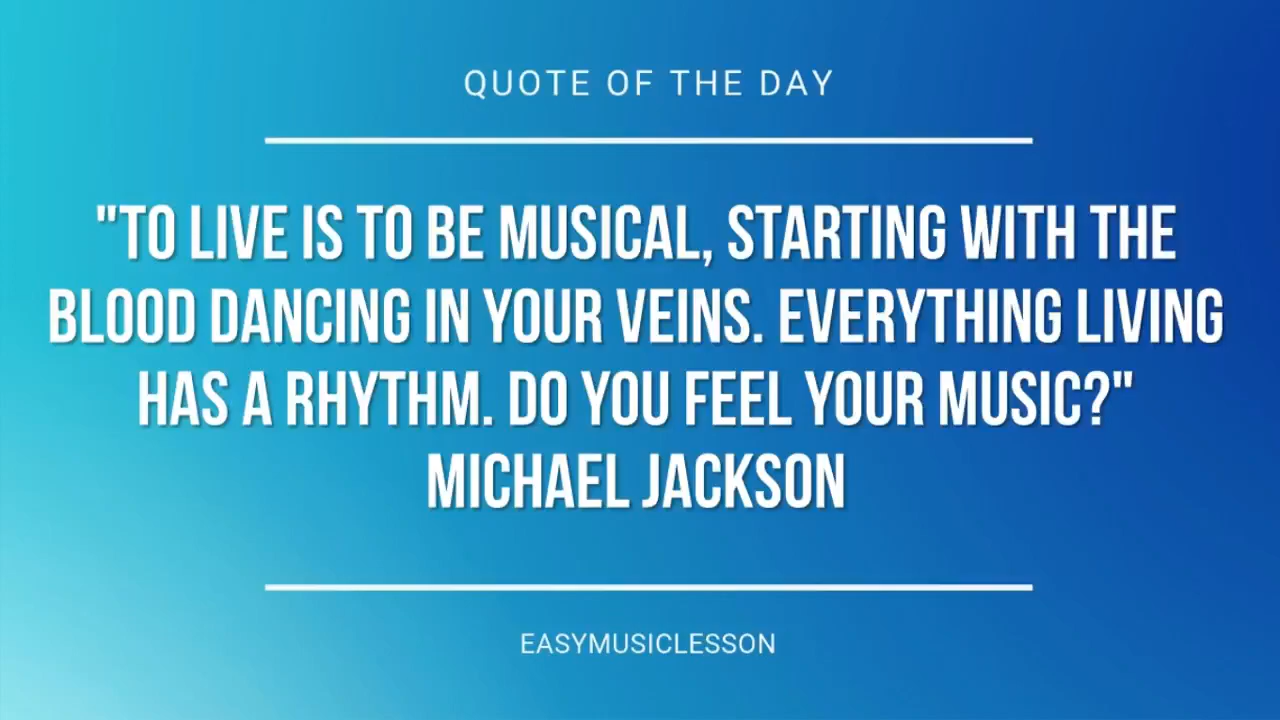 QUOTE OF THE DAY
"TO LIVE IS TO BE MUSICAL, STARTING WITH THE
BLOOD DANCING IN YOUR VEINS. EVERYTHING LIVING
HAS A RHYTHM. DO YOU FEEL YOUR MUSIC?"
MICHAEL JACKSON
EASYMUSICLESSON